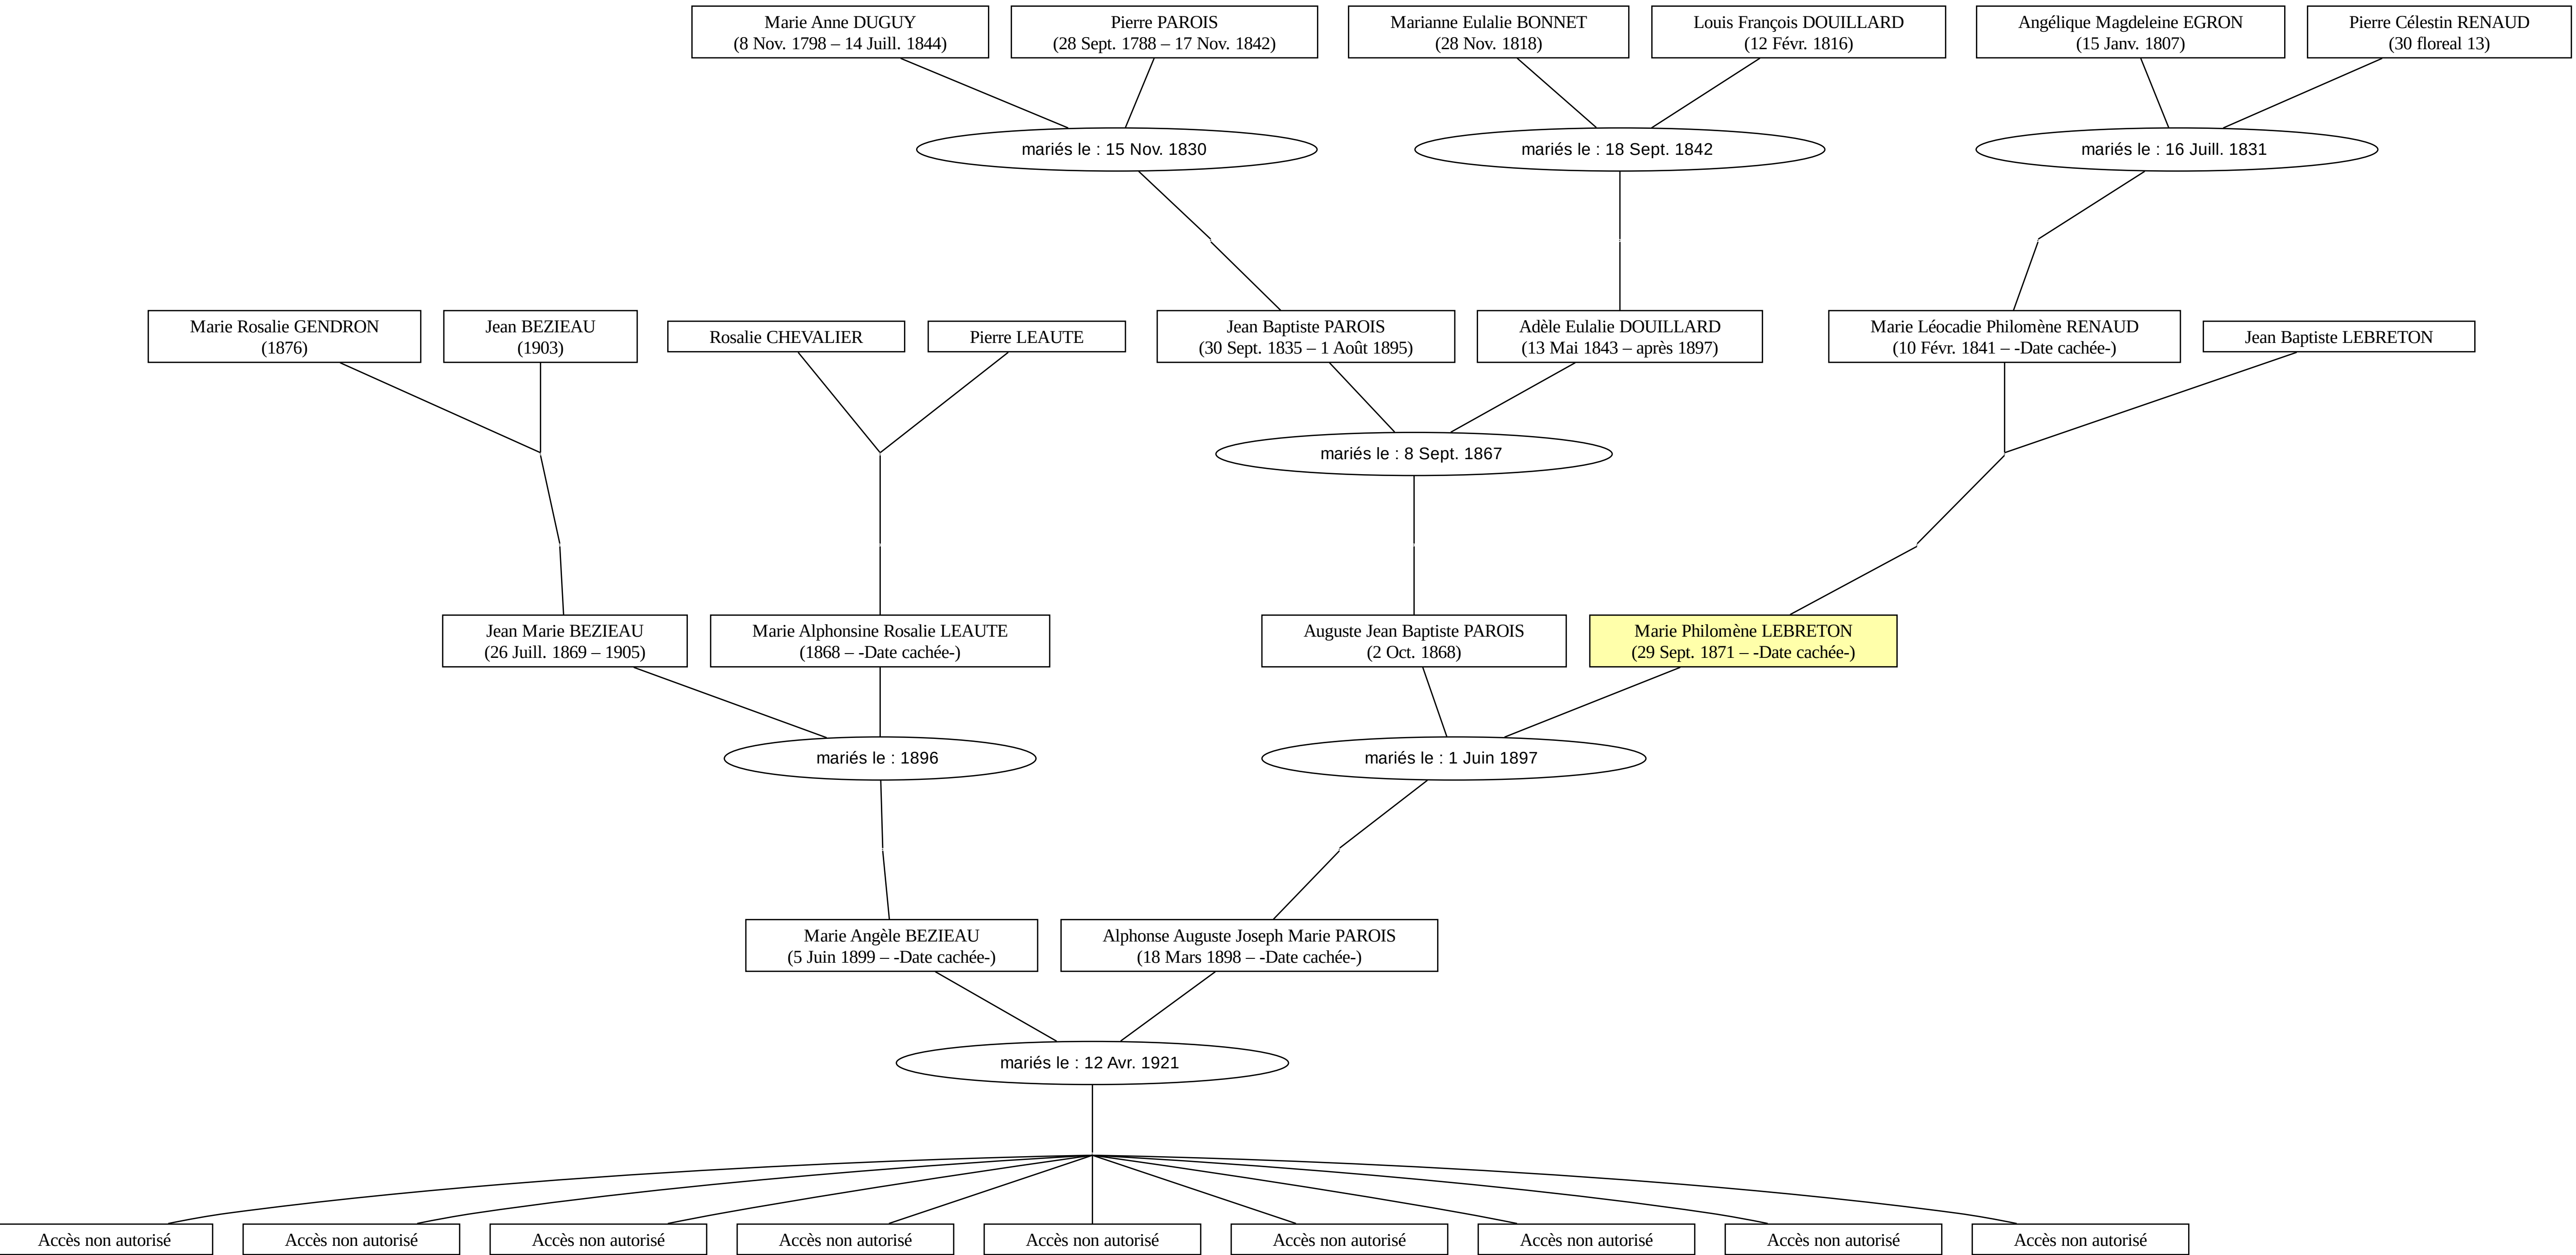 Marie Anne DUGUY
(8 Nov. 1798 – 14 Juill. 1844)
Pierre PAROIS
(28 Sept. 1788 – 17 Nov. 1842)
Marianne Eulalie BONNET
(28 Nov. 1818)
Louis François DOUILLARD
(12 Févr. 1816)
Angélique Magdeleine EGRON
(15 Janv. 1807)
Pierre Célestin RENAUD
(30 floreal 13)
mariés le : 15 Nov. 1830
mariés le : 18 Sept. 1842
mariés le : 16 Juill. 1831
Marie Rosalie GENDRON
(1876)
Jean BEZIEAU
(1903)
Rosalie CHEVALIER
Pierre LEAUTE
Jean Baptiste PAROIS
(30 Sept. 1835 – 1 Août 1895)
Adèle Eulalie DOUILLARD
(13 Mai 1843 – après 1897)
Marie Léocadie Philomène RENAUD
(10 Févr. 1841 – -Date cachée-)
Jean Baptiste LEBRETON
mariés le : 8 Sept. 1867
Jean Marie BEZIEAU
(26 Juill. 1869 – 1905)
Marie Alphonsine Rosalie LEAUTE
(1868 – -Date cachée-)
Auguste Jean Baptiste PAROIS
(2 Oct. 1868)
Marie Philomène LEBRETON
(29 Sept. 1871 – -Date cachée-)
mariés le : 1896
mariés le : 1 Juin 1897
Marie Angèle BEZIEAU
(5 Juin 1899 – -Date cachée-)
Alphonse Auguste Joseph Marie PAROIS
(18 Mars 1898 – -Date cachée-)
mariés le : 12 Avr. 1921
Accès non autorisé
Accès non autorisé
Accès non autorisé
Accès non autorisé
Accès non autorisé
Accès non autorisé
Accès non autorisé
Accès non autorisé
Accès non autorisé